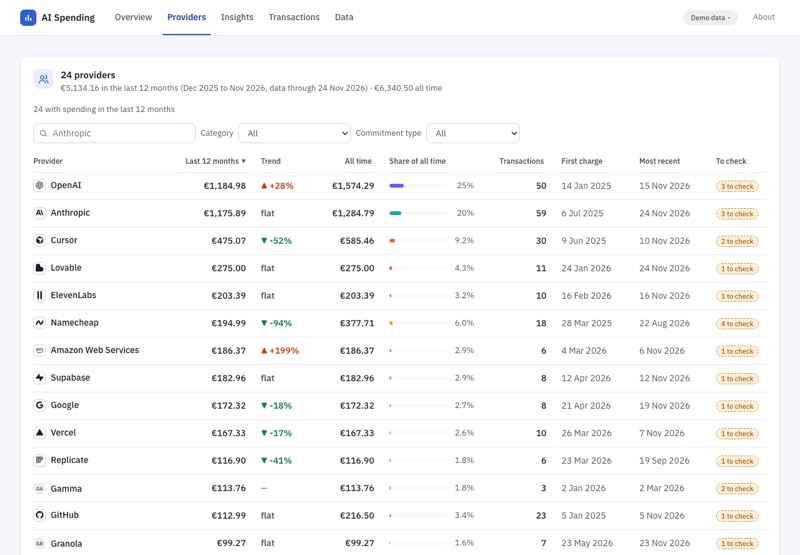 AI Spending Overview Providers Insights Transactions Data Demo data About
24 providers
€5,134.16 in the last 12 months (Dec 2025 to Nov 2026, data through 24 Nov 2026) · €6,340.50 all time
24 with spending in the last 12 months
Anthropic Category All Commitment type All
Provider Last 12 months ▼ Trend All time Share of all time Transactions First charge Most recent To check
OpenAI €1,184.98 ▲ +28% €1,574.29 25% 50 14 Jan 2025 15 Nov 2026 3 to check
Anthropic €1,175.89 flat €1,284.79 20% 59 6 Jul 2025 24 Nov 2026 3 to check
Cursor €475.07 ▼ -52% €585.46 9.2% 30 9 Jun 2025 10 Nov 2026 2 to check
Lovable €275.00 flat €275.00 4.3% 11 24 Jan 2026 24 Nov 2026 1 to check
ElevenLabs €203.39 flat €203.39 3.2% 10 16 Feb 2026 16 Nov 2026 1 to check
Namecheap €194.99 ▼ -94% €377.71 6.0% 18 28 Mar 2025 22 Aug 2026 4 to check
Amazon Web Services €186.37 ▲ +199% €186.37 2.9% 6 4 Mar 2026 6 Nov 2026 1 to check
Supabase €182.96 flat €182.96 2.9% 8 12 Apr 2026 12 Nov 2026 1 to check
Google €172.32 ▼ -18% €172.32 2.7% 8 21 Apr 2026 19 Nov 2026 1 to check
Vercel €167.33 ▼ -17% €167.33 2.6% 10 26 Mar 2026 7 Nov 2026 1 to check
Replicate €116.90 ▼ -41% €116.90 1.8% 6 23 Mar 2026 19 Sep 2026 1 to check
GA Gamma €113.76 — €113.76 1.8% 3 2 Jan 2026 2 Mar 2026 2 to check
GitHub €112.99 flat €216.50 3.4% 23 5 Jan 2025 5 Nov 2026 1 to check
GR Granola €99.27 flat €99.27 1.6% 7 23 May 2026 23 Nov 2026 1 to check